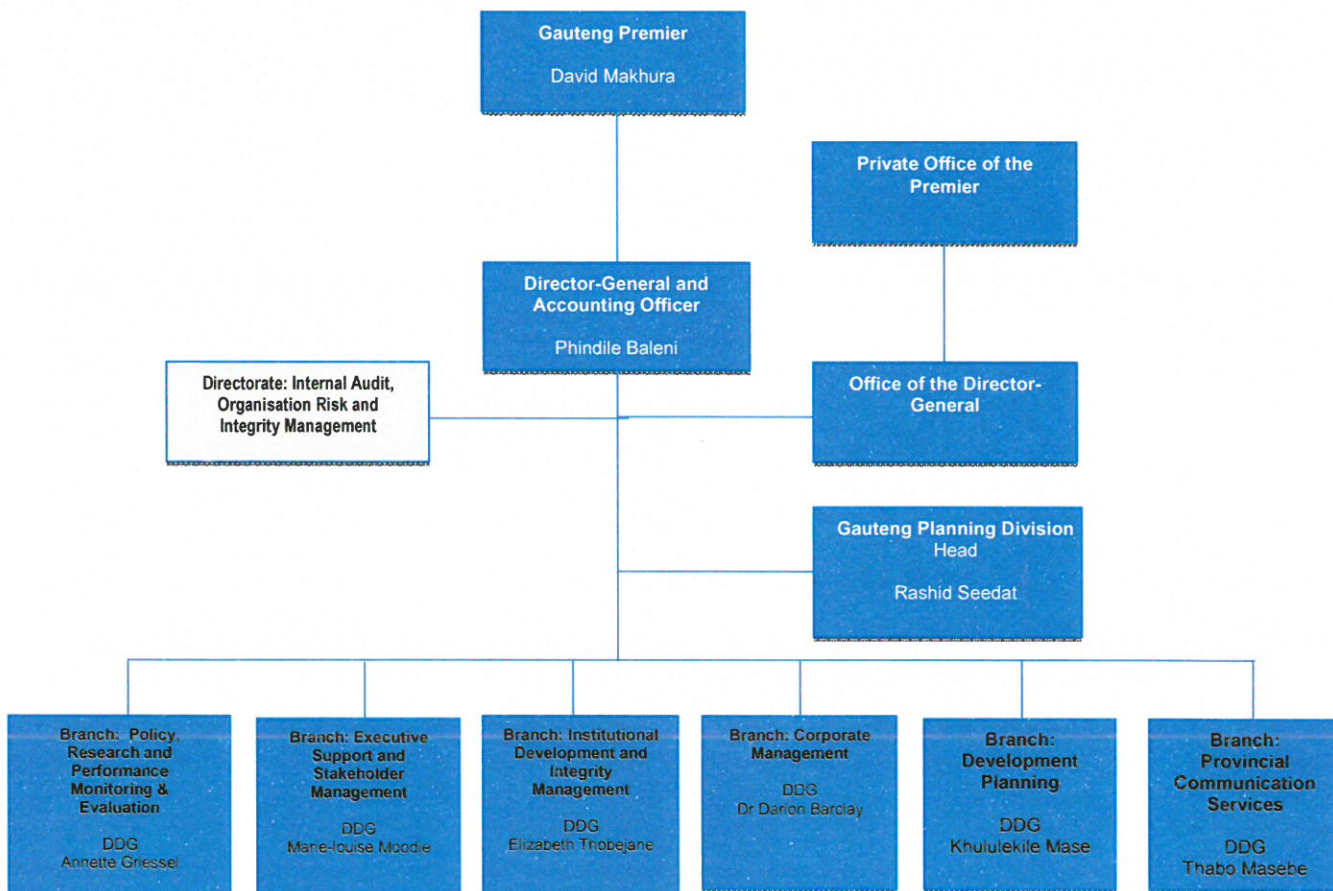 Gauteng Premier
David Makhura
Private Office of the
Premier
Director-General and
Accounting Officer
Phindile Baleni
Directorate: Internal Audit,
Organisation Risk and
Integrity Management
Office of the Director-
General
Gauteng Planning Division
Head
Rashid Seedat
Branch: Policy,
Research and
Performance
Monitoring &
Evaluation
DDG
Annette Griessel
Branch: Executive
Support and
Stakeholder
Management
DDG
Marie-louise Moodie
Branch: Institutional
Development and
Integrity
Management
DDG
Elizabeth Thobejane
Branch: Corporate
Management
DDG
Dr Darion Barclay
Branch:
Development
Planning
DDG
Khululekile Mase
Branch:
Provincial
Communication
Services
DDG
Thabo Masebe